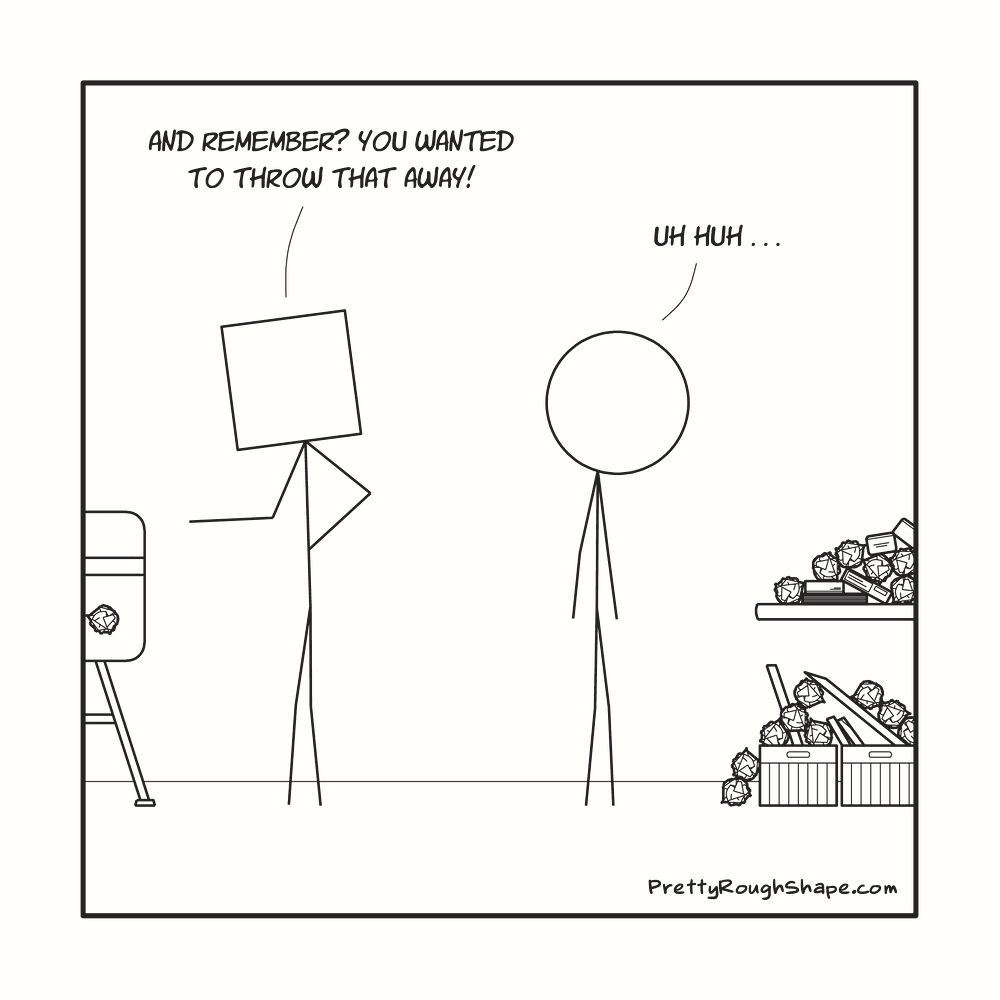 AND REMEMBER? YOU WANTED
TO THROW THAT AWAY!
UH HUH . . .
PrettyRoughShape.com